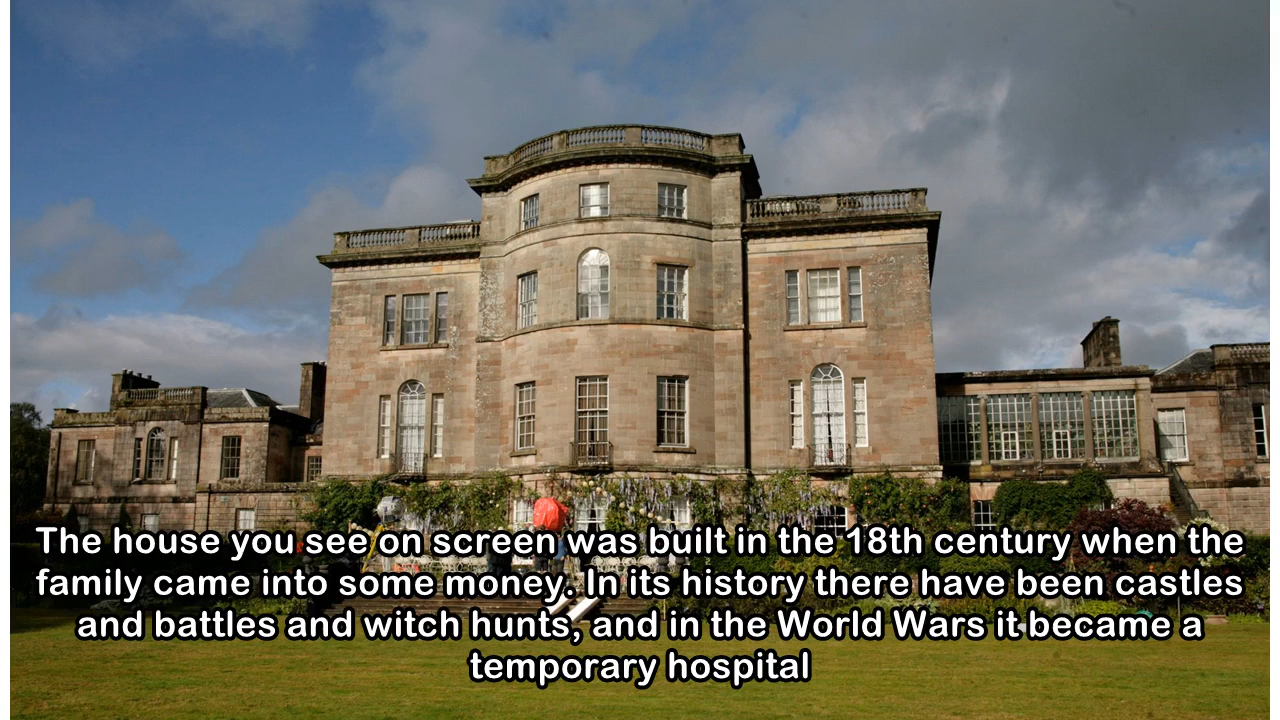 The house you see on screen was built in the 18th century when the
family came into some money. In its history there have been castles
and battles and witch hunts, and in the World Wars it became a
temporary hospital